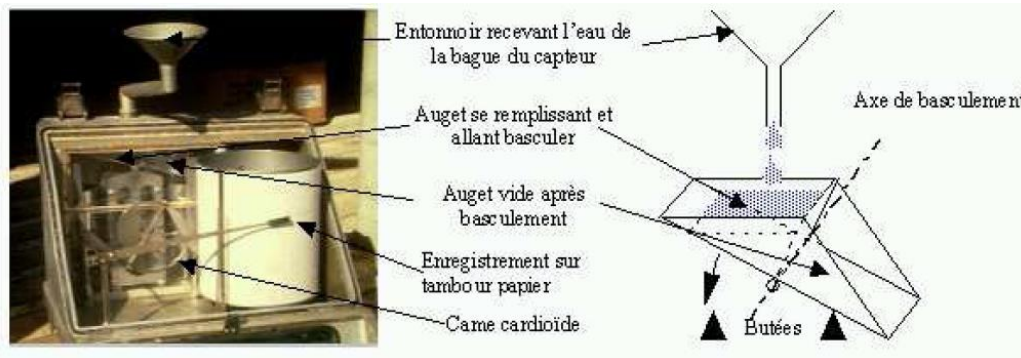 Entonnoir recevant l'eau de
la bague du capteur
Axe de basculement
Auget se remplissant et
allant basculer
Auget vide après
basculement
Enregistrement sur
tambour papier
Came cardioïde
Butées